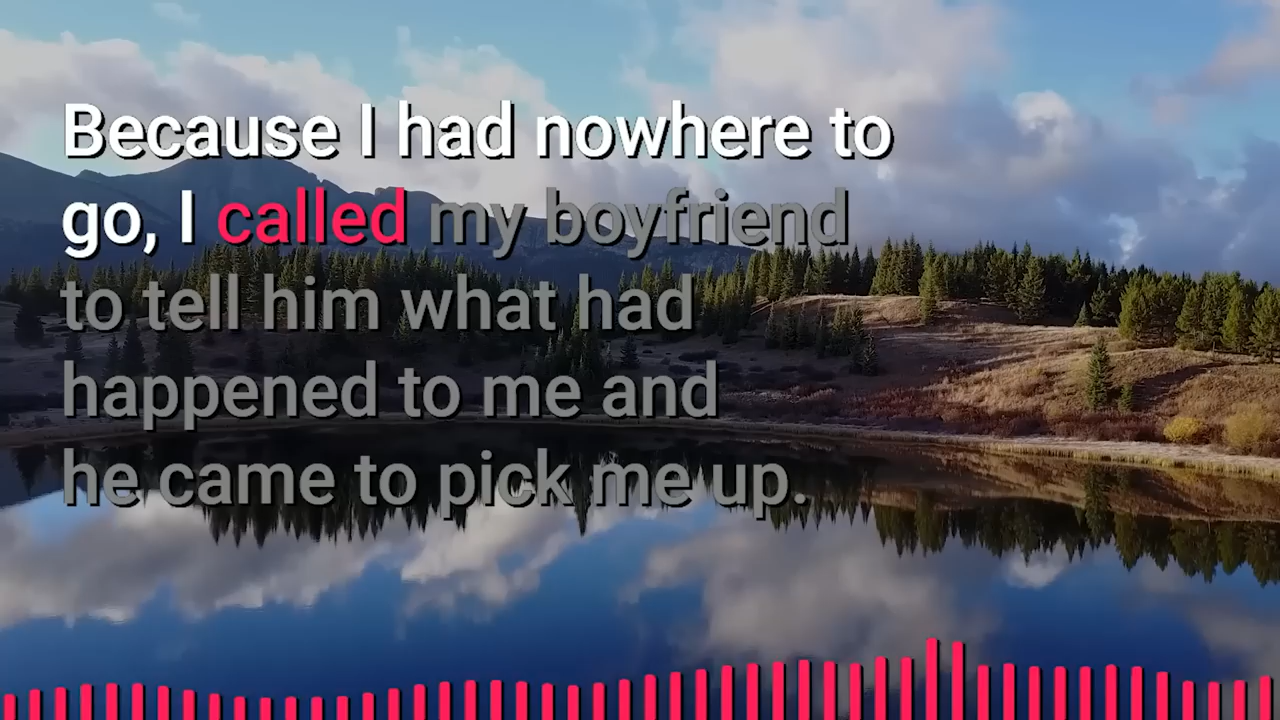 Because I had nowhere to
go, I called my boyfriend
to tell him what had
happened to me and
he came to pick me up.